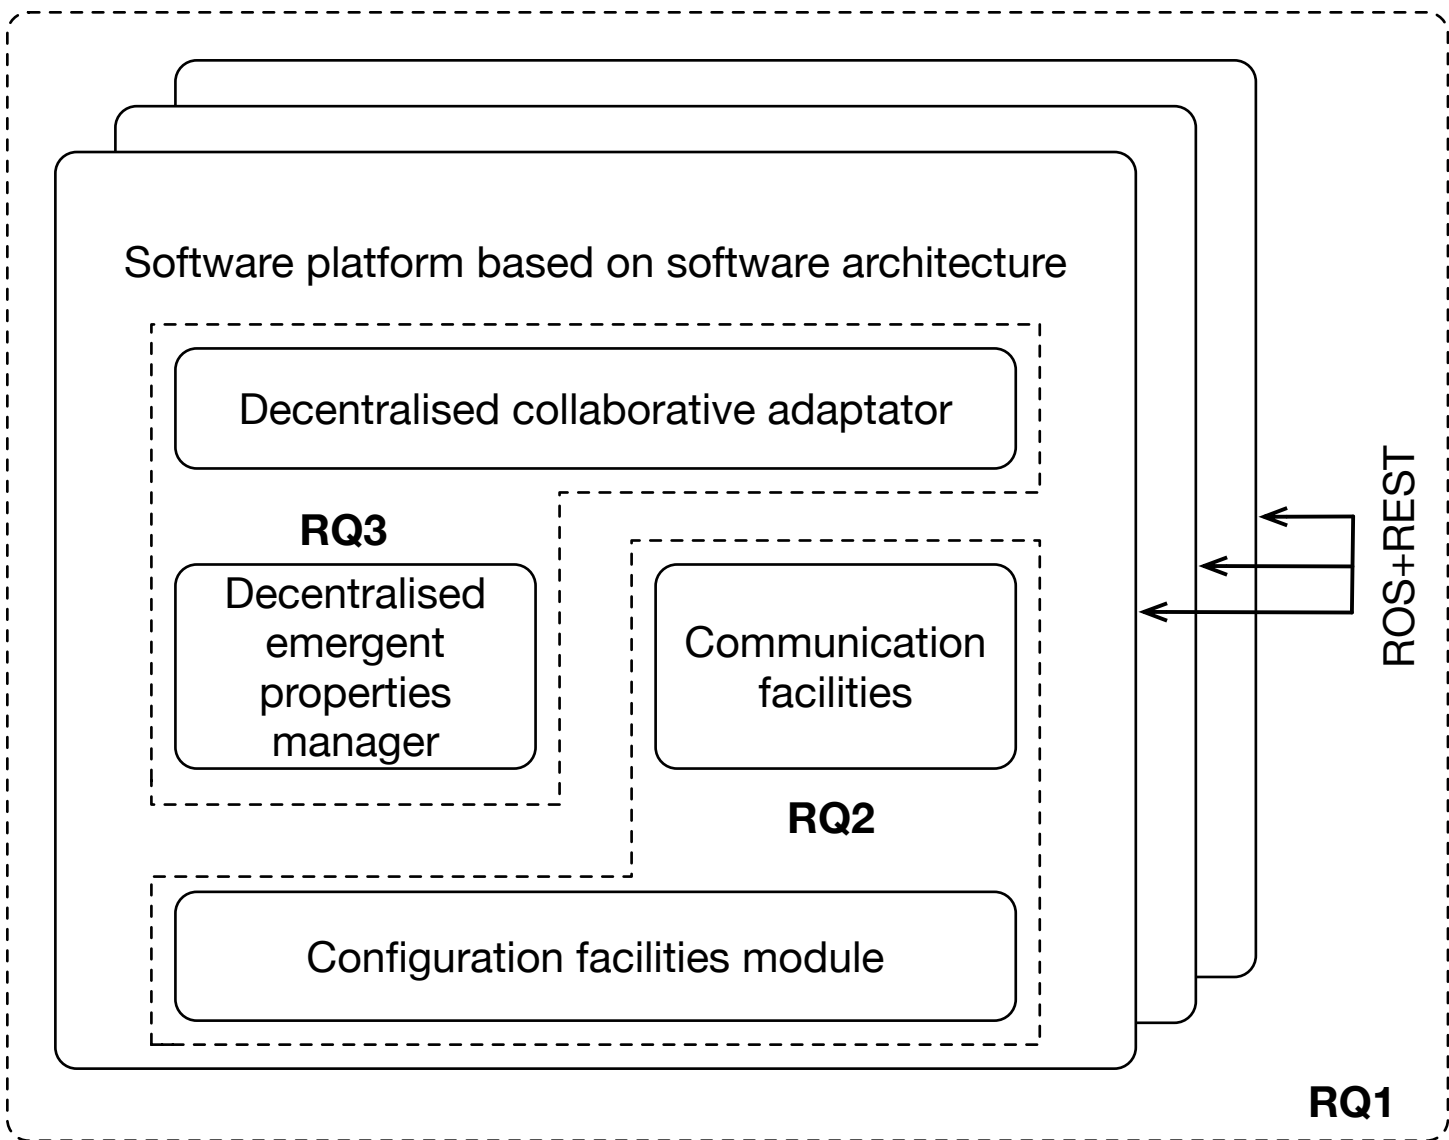 Software platform based on software architecture
Decentralised collaborative adaptator
RQ3
Decentralised
emergent
properties
manager
Communication
facilities
RQ2
Configuration facilities module
ROS+REST
RQ1